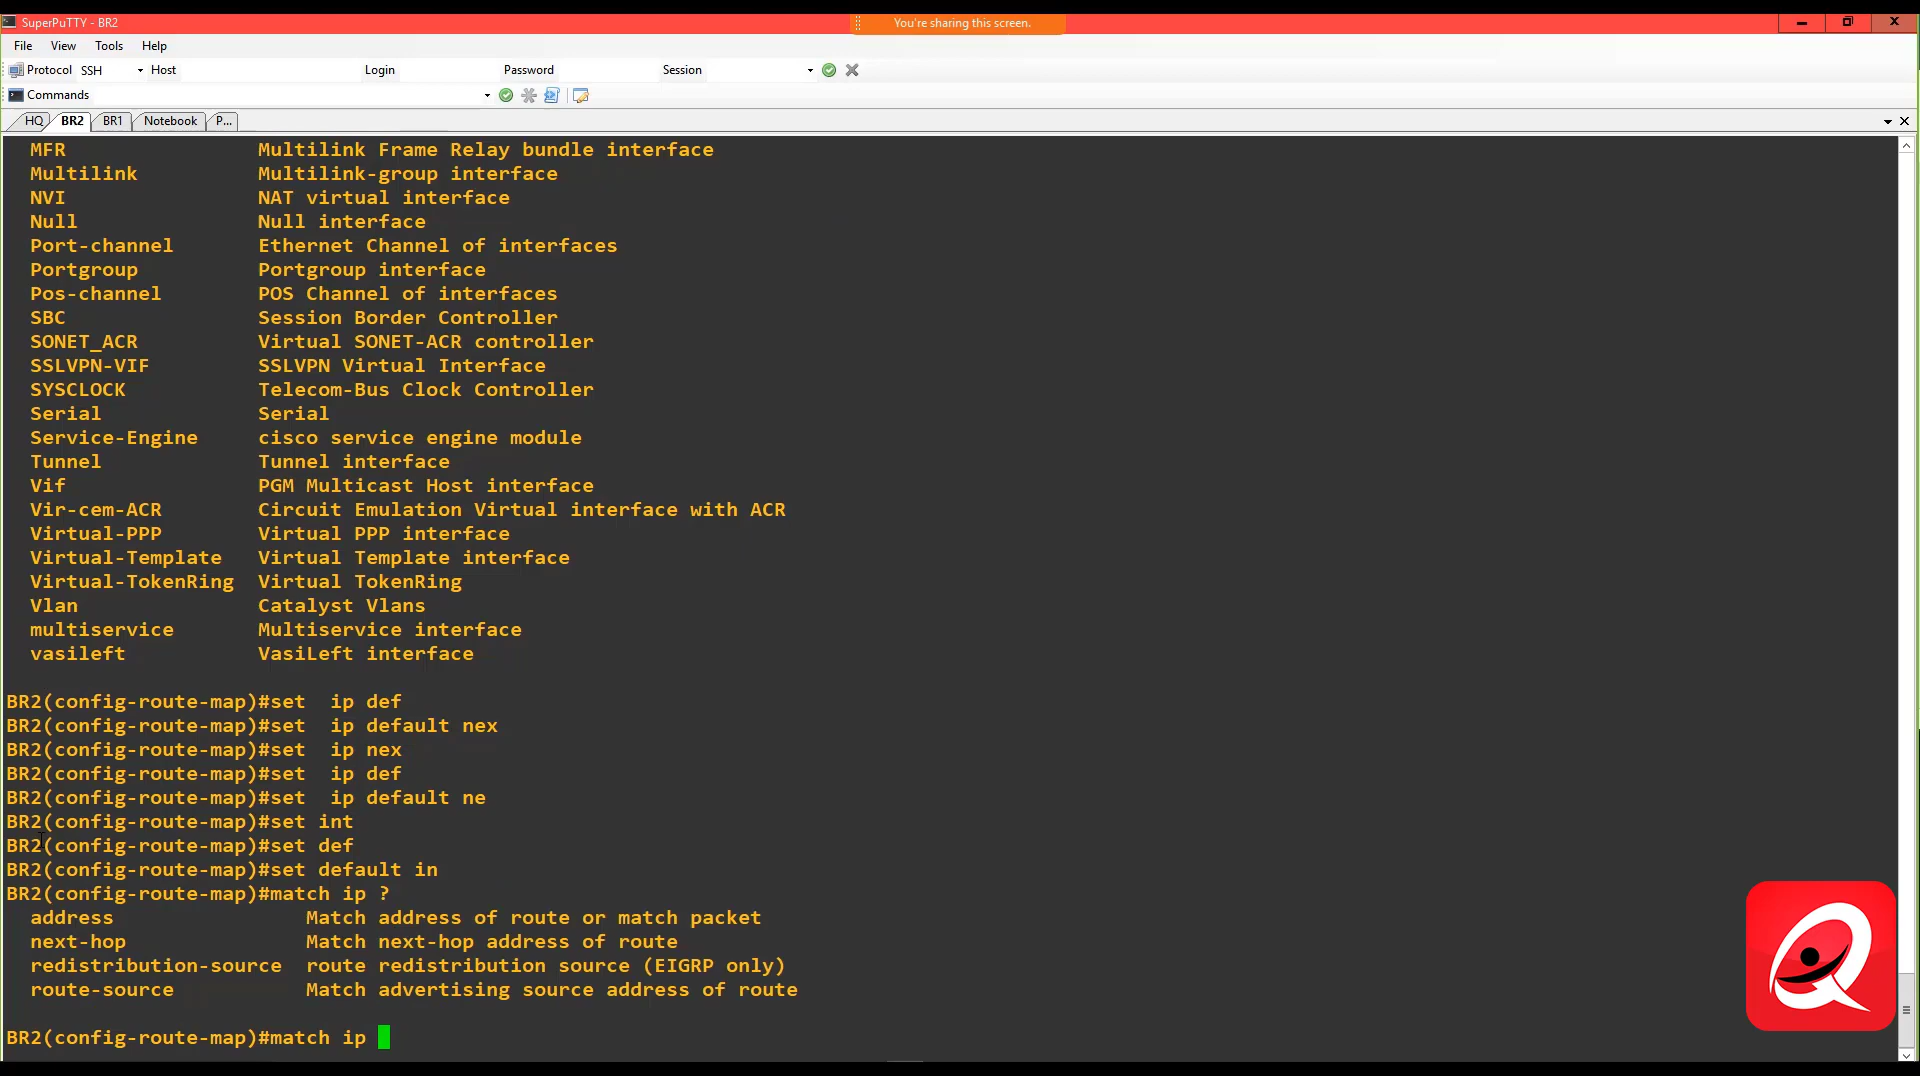 SuperPuTTY - BR2
You're sharing this screen.
File View Tools Help
Protocol SSH Host Login Password Session
Commands
HQ BR2 BR1 Notebook P...
MFR Multilink Frame Relay bundle interface
Multilink Multilink-group interface
NVI NAT virtual interface
Null Null interface
Port-channel Ethernet Channel of interfaces
Portgroup Portgroup interface
Pos-channel POS Channel of interfaces
SBC Session Border Controller
SONET_ACR Virtual SONET-ACR controller
SSLVPN-VIF SSLVPN Virtual Interface
SYSCLOCK Telecom-Bus Clock Controller
Serial Serial
Service-Engine cisco service engine module
Tunnel Tunnel interface
Vif PGM Multicast Host interface
Vir-cem-ACR Circuit Emulation Virtual interface with ACR
Virtual-PPP Virtual PPP interface
Virtual-Template Virtual Template interface
Virtual-TokenRing Virtual TokenRing
Vlan Catalyst Vlans
multiservice Multiservice interface
vasileft VasiLeft interface
BR2(config-route-map)#set  ip def
BR2(config-route-map)#set  ip default nex
BR2(config-route-map)#set  ip nex
BR2(config-route-map)#set  ip def
BR2(config-route-map)#set  ip default ne
BR2(config-route-map)#set int
BR2(config-route-map)#set def
BR2(config-route-map)#set default in
BR2(config-route-map)#match ip ?
address Match address of route or match packet
next-hop Match next-hop address of route
redistribution-source route redistribution source (EIGRP only)
route-source Match advertising source address of route
BR2(config-route-map)#match ip